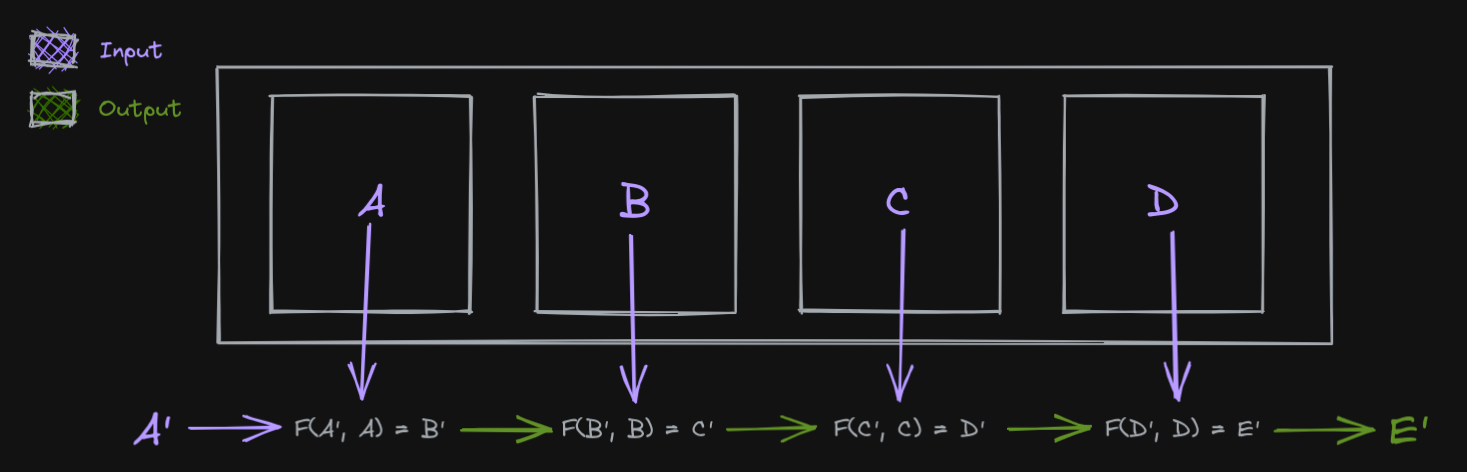 Input
Output
A B C D
A' F(A', A) = B' F(B', B) = C' F(C', C) = D' F(D', D) = E' E'